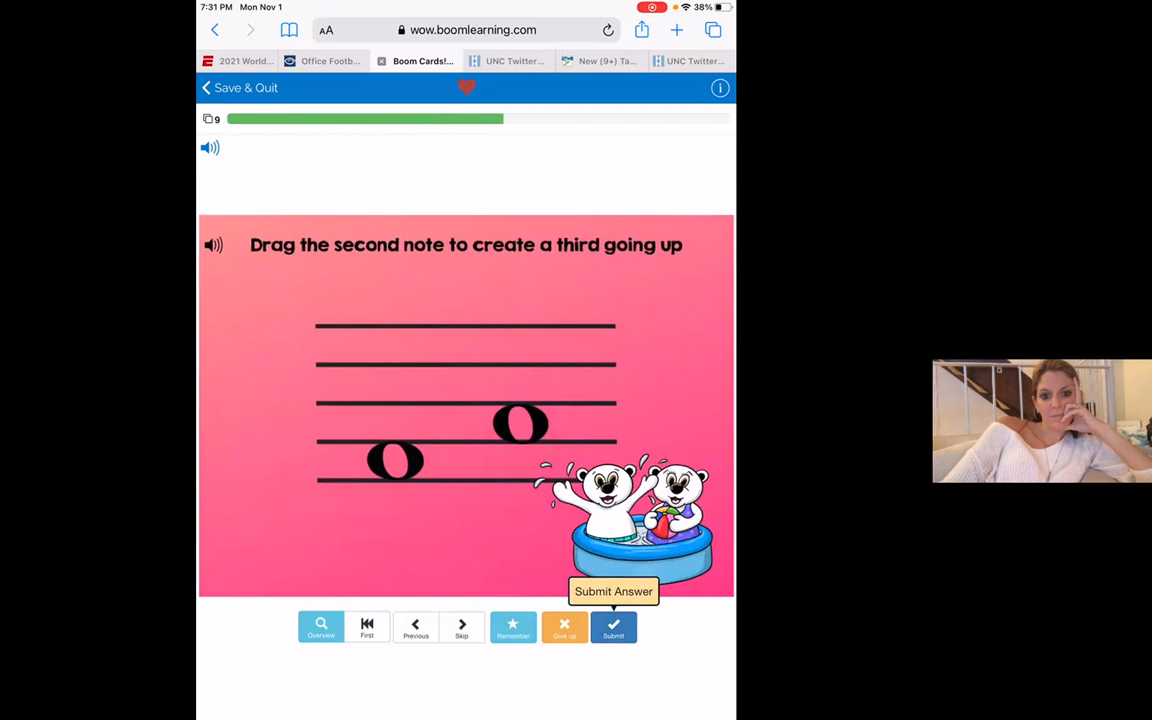 7:31 PM Mon Nov 1
38%
AA
wow.boomlearning.com
2021 World...
Office Footb...
Boom Cards!...
UNC Twitter...
New (9+) Ta...
UNC Twitter...
Save & Quit
9
Drag the second note to create a third going up
Submit Answer
Overview
First
Previous
Skip
Remember
Give up
Submit